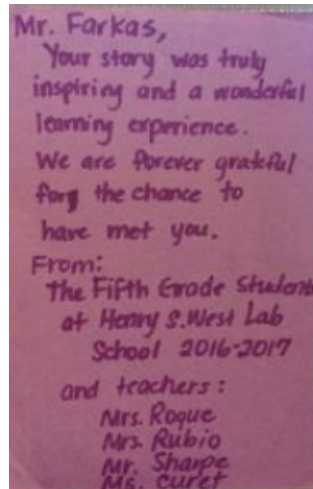 Mr. Farkas,
Your story was truly
inspiring and a wonderful
learning experience.
We are forever grateful
for the chance to
have met you.
From:
The Fifth Grade Students
at Henry S. West Lab
School 2016-2017
and teachers:
Mrs. Roque
Mrs. Rubio
Mr. Sharpe
Ms. Curet